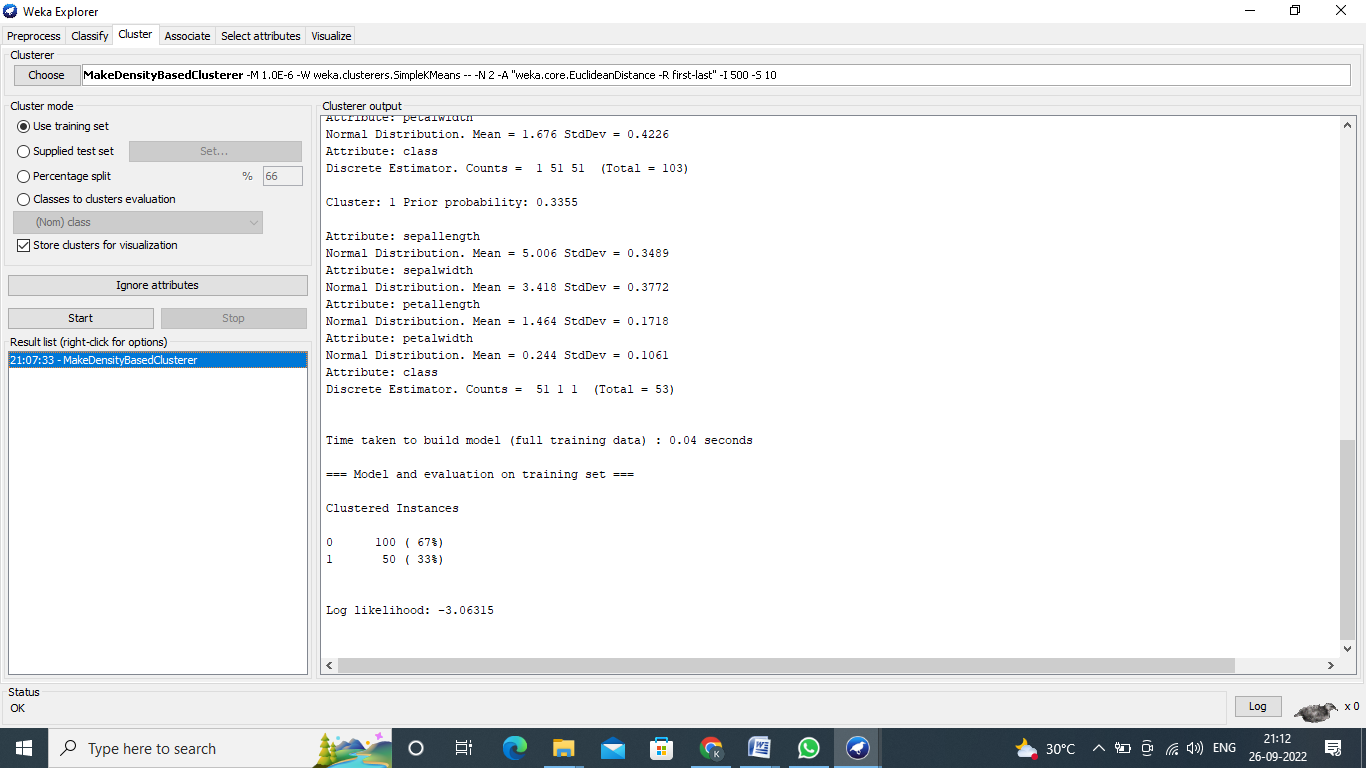 Weka Explorer
Preprocess Classify Cluster Associate Select attributes Visualize
Clusterer
Choose MakeDensityBasedClusterer -M 1.0E-6 -W weka.clusterers.SimpleKMeans -- -N 2 -A "weka.core.EuclideanDistance -R first-last" -I 500 -S 10
Cluster mode
Use training set
Supplied test set Set...
Percentage split % 66
Classes to clusters evaluation
(Nom) class
Store clusters for visualization
Ignore attributes
Start Stop
Result list (right-click for options)
21:07:33 - MakeDensityBasedClusterer
Clusterer output
Attribute: petalwidth
Normal Distribution. Mean = 1.676 StdDev = 0.4226
Attribute: class
Discrete Estimator. Counts =  1 51 51  (Total = 103)
Cluster: 1 Prior probability: 0.3355
Attribute: sepallength
Normal Distribution. Mean = 5.006 StdDev = 0.3489
Attribute: sepalwidth
Normal Distribution. Mean = 3.418 StdDev = 0.3772
Attribute: petallength
Normal Distribution. Mean = 1.464 StdDev = 0.1718
Attribute: petalwidth
Normal Distribution. Mean = 0.244 StdDev = 0.1061
Attribute: class
Discrete Estimator. Counts =  51 1 1  (Total = 53)
Time taken to build model (full training data) : 0.04 seconds
=== Model and evaluation on training set ===
Clustered Instances
0      100 ( 67%)
1       50 ( 33%)
Log likelihood: -3.06315
Status
OK
Log x 0
Type here to search
30°C ENG
21:12
26-09-2022